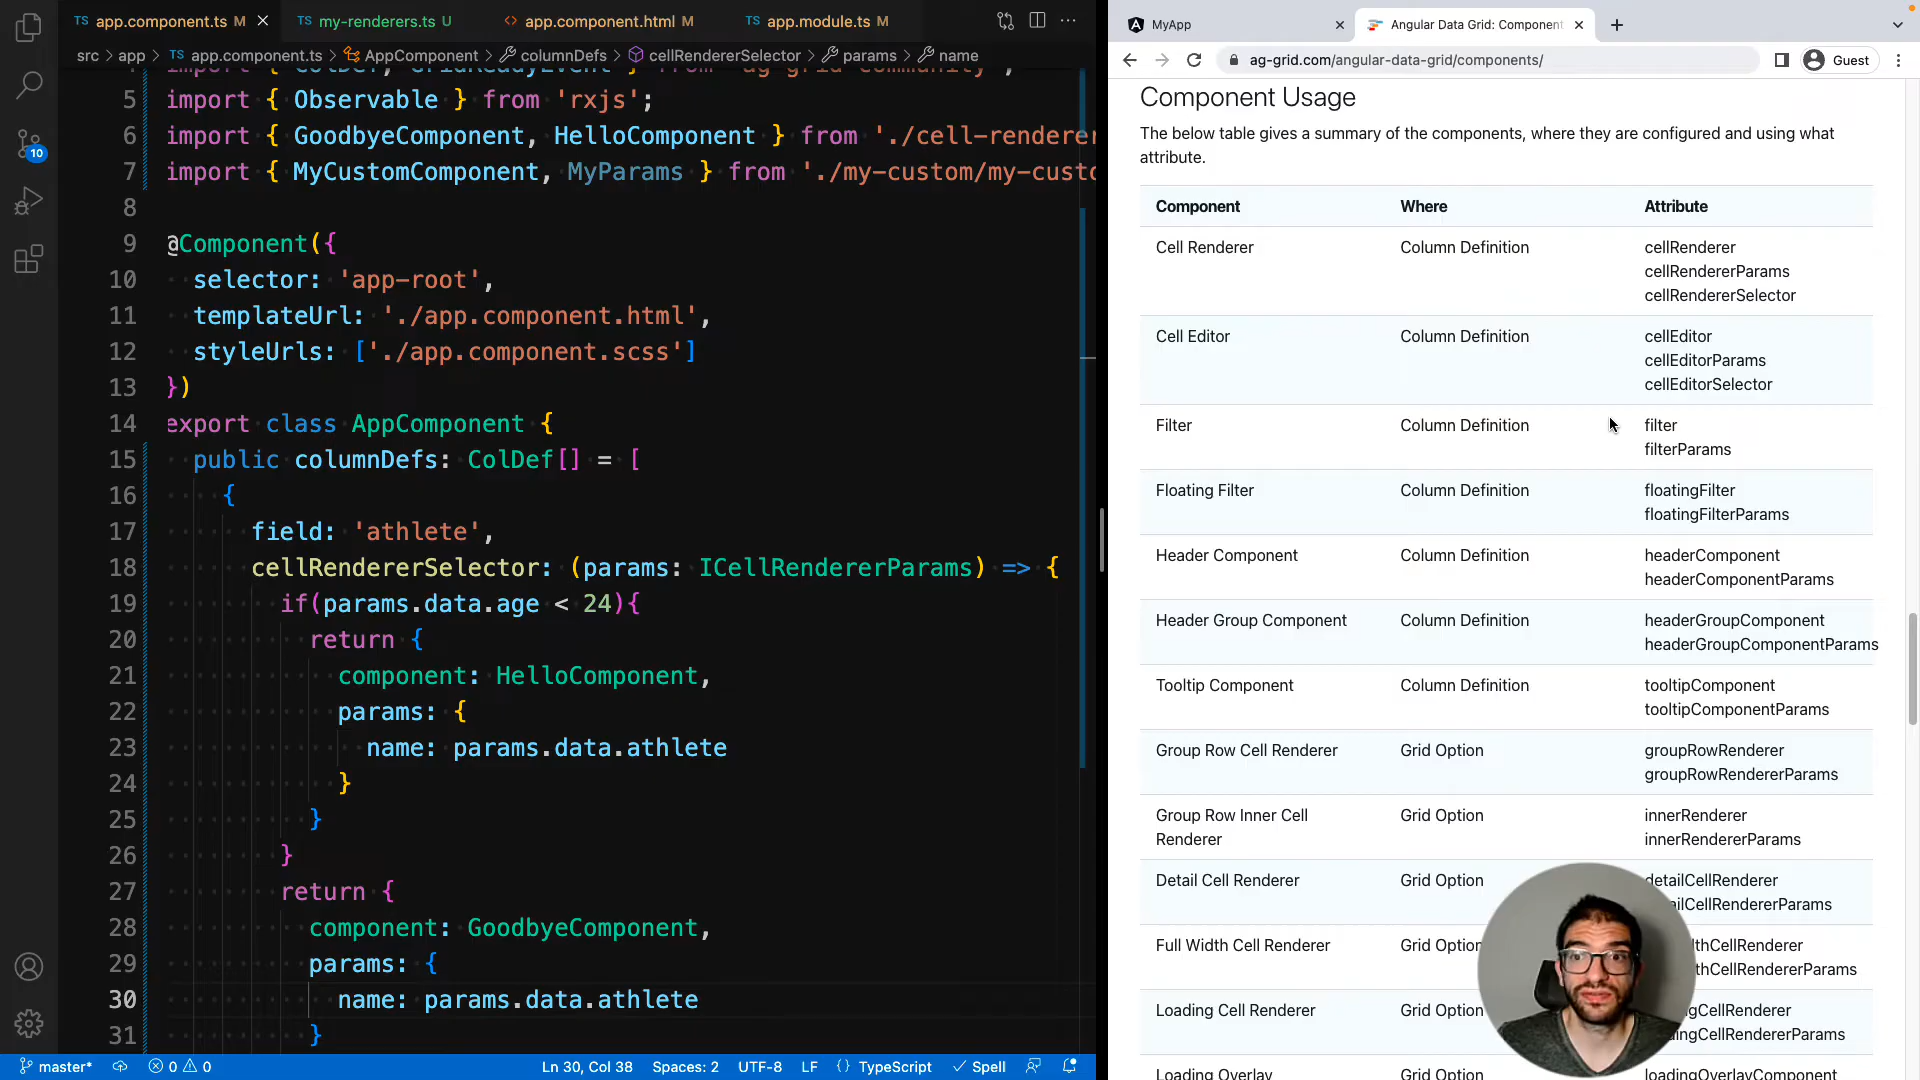 TS app.component.ts M
TS my-renderers.ts U
<> app.component.html M
TS app.module.ts M
src > app > TS app.component.ts > AppComponent > columnDefs > cellRendererSelector > params > name
5 import { Observable } from 'rxjs';
6 import { GoodbyeComponent, HelloComponent } from './cell-renderer
7 import { MyCustomComponent, MyParams } from './my-custom/my-custo
8
9 @Component({
10 selector: 'app-root',
11 templateUrl: './app.component.html',
12 styleUrls: ['./app.component.scss']
13 })
14 export class AppComponent {
15 public columnDefs: ColDef[] = [
16 {
17 field: 'athlete',
18 cellRendererSelector: (params: ICellRendererParams) => {
19 if(params.data.age < 24){
20 return {
21 component: HelloComponent,
22 params: {
23 name: params.data.athlete
24 }
25 }
26 }
27 return {
28 component: GoodbyeComponent,
29 params: {
30 name: params.data.athlete
31 }
10
master* 0 0 Ln 30, Col 38 Spaces: 2 UTF-8 LF {} TypeScript Spell
MyApp
Angular Data Grid: Component
ag-grid.com/angular-data-grid/components/
Guest
Component Usage
The below table gives a summary of the components, where they are configured and using what
attribute.
Component Where Attribute
Cell Renderer Column Definition cellRenderer
cellRendererParams
cellRendererSelector
Cell Editor Column Definition cellEditor
cellEditorParams
cellEditorSelector
Filter Column Definition filter
filterParams
Floating Filter Column Definition floatingFilter
floatingFilterParams
Header Component Column Definition headerComponent
headerComponentParams
Header Group Component Column Definition headerGroupComponent
headerGroupComponentParams
Tooltip Component Column Definition tooltipComponent
tooltipComponentParams
Group Row Cell Renderer Grid Option groupRowRenderer
groupRowRendererParams
Group Row Inner Cell Grid Option innerRenderer
Renderer innerRendererParams
Detail Cell Renderer Grid Option detailCellRenderer
ailCellRendererParams
Full Width Cell Renderer Grid Option thCellRenderer
thCellRendererParams
Loading Cell Renderer Grid Option gCellRenderer
ingCellRendererParams
Loading Overlay Grid Option loadingOverlayComponent